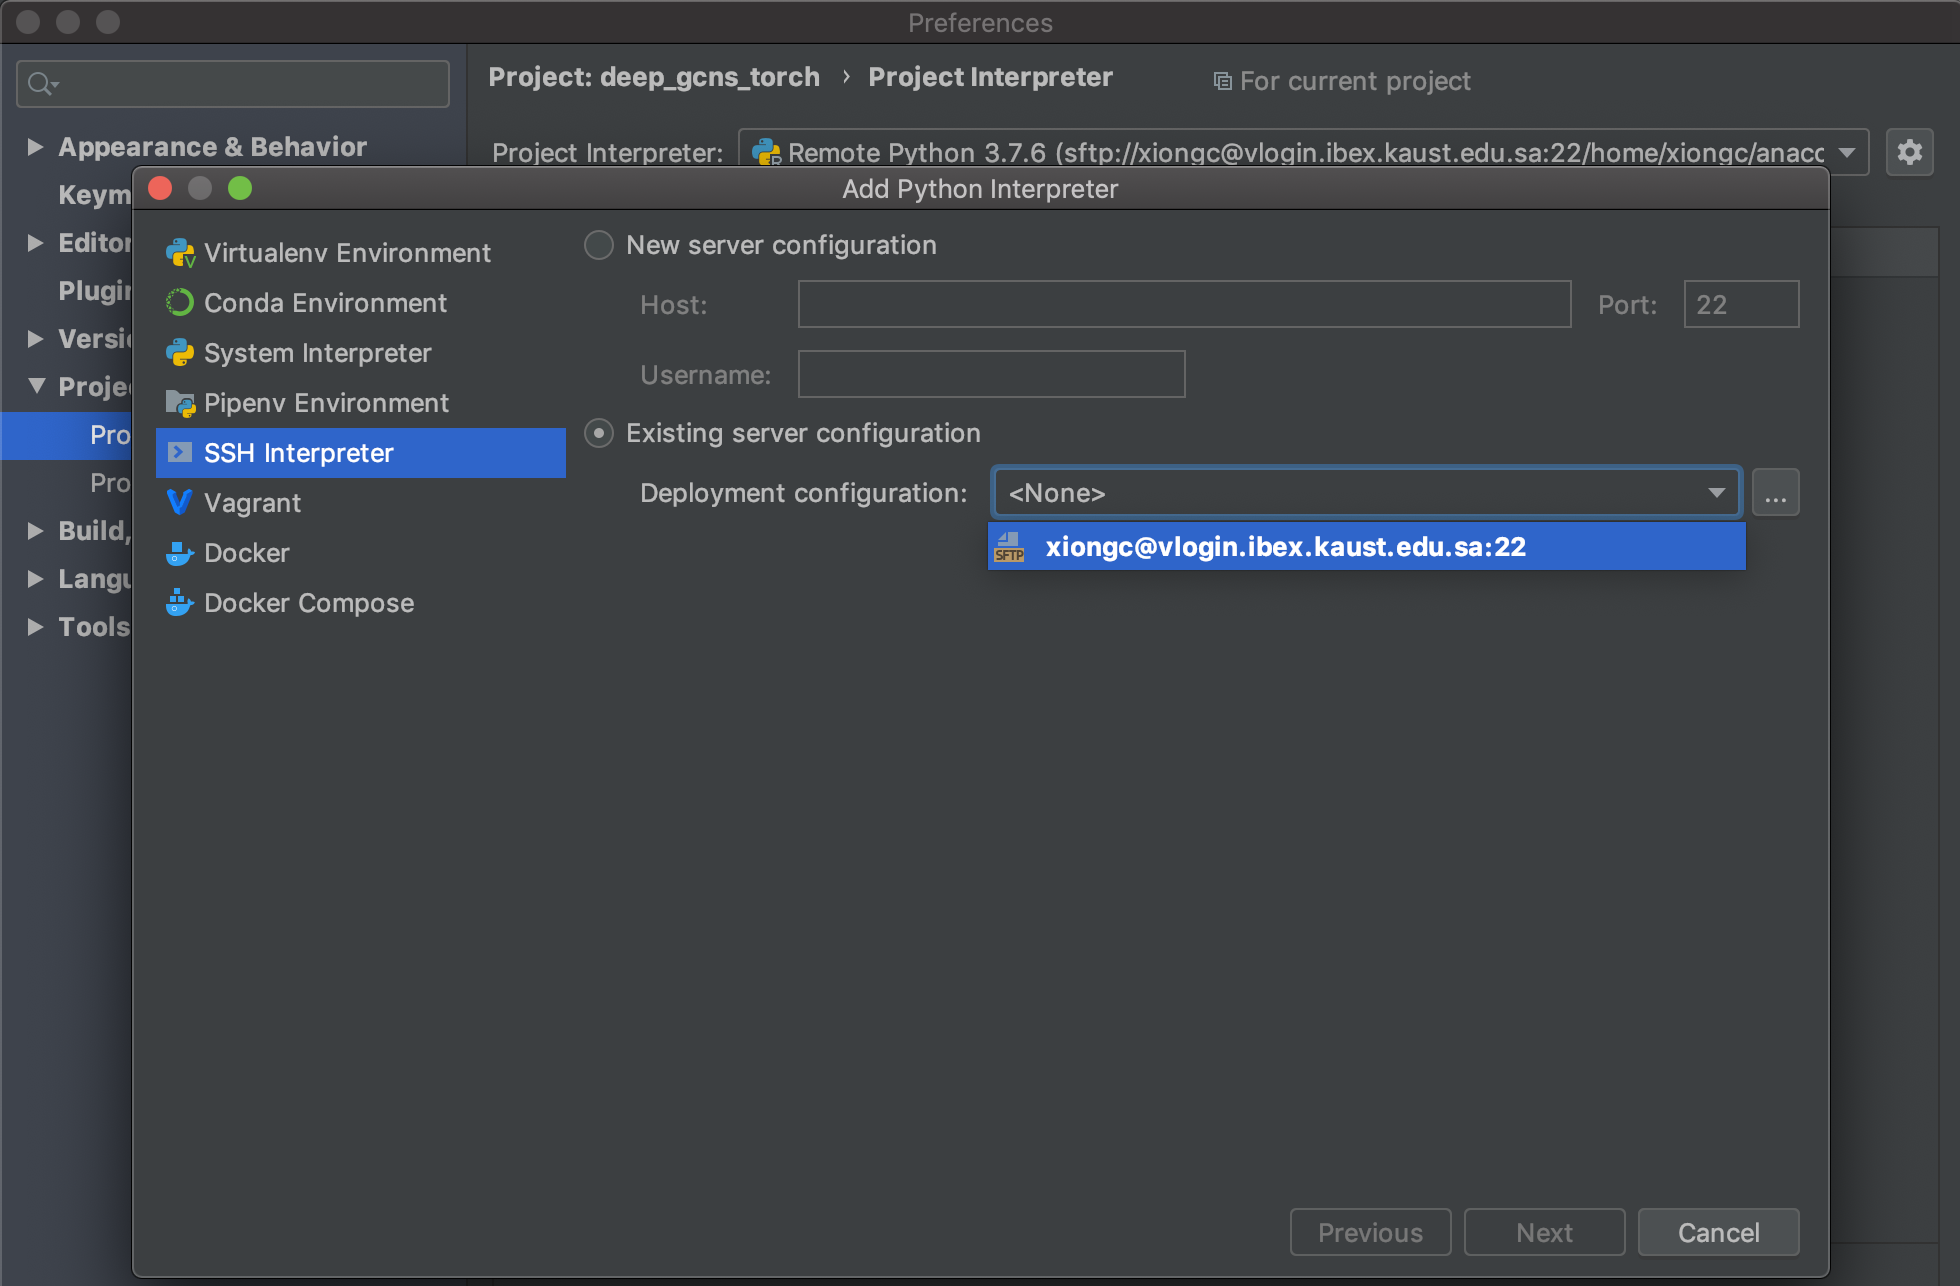 Preferences
Project: deep_gcns_torch › Project Interpreter For current project
Appearance & Behavior
Project Interpreter: Remote Python 3.7.6 (sftp://xiongc@vlogin.ibex.kaust.edu.sa:22/home/xiongc/anacc
Keym
Editor
Plugin
Versi
Projec
Pro
Pro
Build,
Langu
Tools
Add Python Interpreter
Virtualenv Environment
Conda Environment
System Interpreter
Pipenv Environment
SSH Interpreter
Vagrant
Docker
Docker Compose
New server configuration
Host: Port: 22
Username:
Existing server configuration
Deployment configuration: <None> ...
SFTP xiongc@vlogin.ibex.kaust.edu.sa:22
Previous Next Cancel